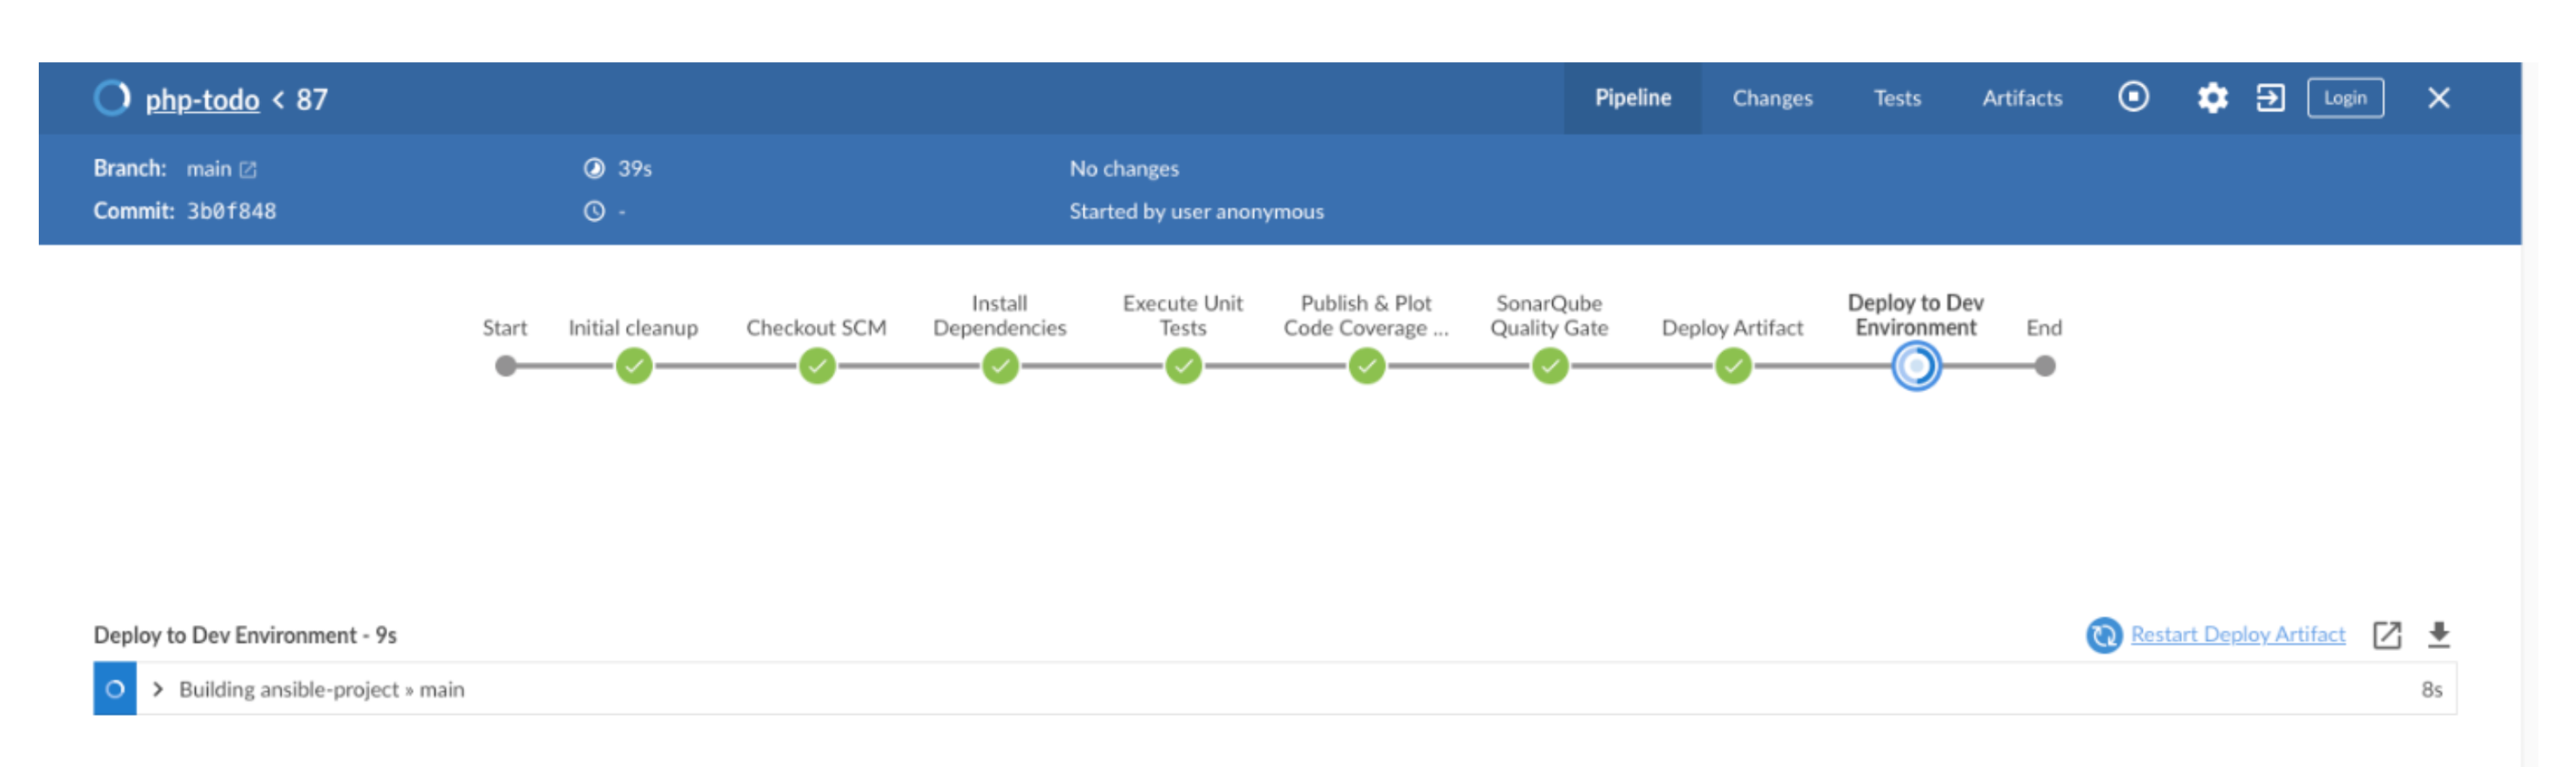 php-todo < 87
Pipeline
Changes
Tests
Artifacts
Login
Branch: main
39s
No changes
Commit: 3b0f848
-
Started by user anonymous
Start
Initial cleanup
Checkout SCM
Install
Dependencies
Execute Unit
Tests
Publish & Plot
Code Coverage ...
SonarQube
Quality Gate
Deploy Artifact
Deploy to Dev
Environment
End
Deploy to Dev Environment - 9s
Restart Deploy Artifact
Building ansible-project » main
8s